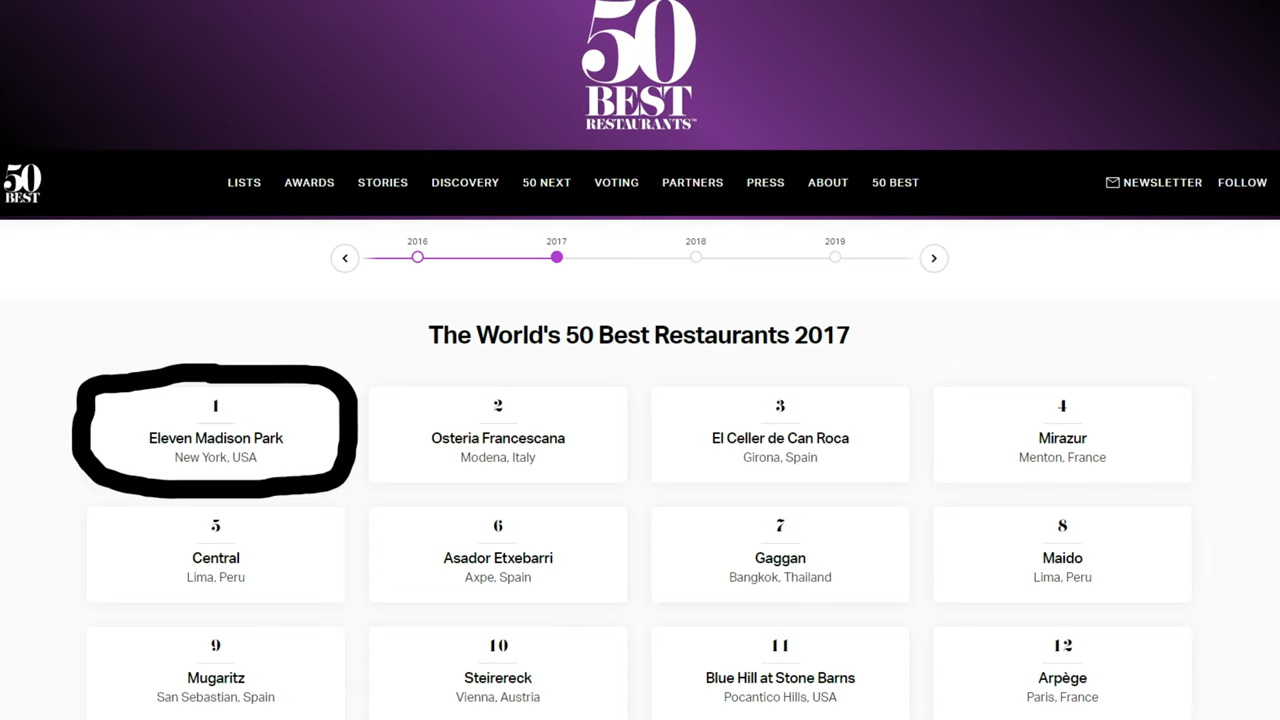 50
BEST
RESTAURANTS™
50
BEST
LISTS AWARDS STORIES DISCOVERY 50 NEXT VOTING PARTNERS PRESS ABOUT 50 BEST NEWSLETTER FOLLOW
2016 2017 2018 2019
The World's 50 Best Restaurants 2017
1
Eleven Madison Park
New York, USA
2
Osteria Francescana
Modena, Italy
3
El Celler de Can Roca
Girona, Spain
4
Mirazur
Menton, France
5
Central
Lima, Peru
6
Asador Etxebarri
Axpe, Spain
7
Gaggan
Bangkok, Thailand
8
Maido
Lima, Peru
9
Mugaritz
San Sebastian, Spain
10
Steirereck
Vienna, Austria
11
Blue Hill at Stone Barns
Pocantico Hills, USA
12
Arpège
Paris, France